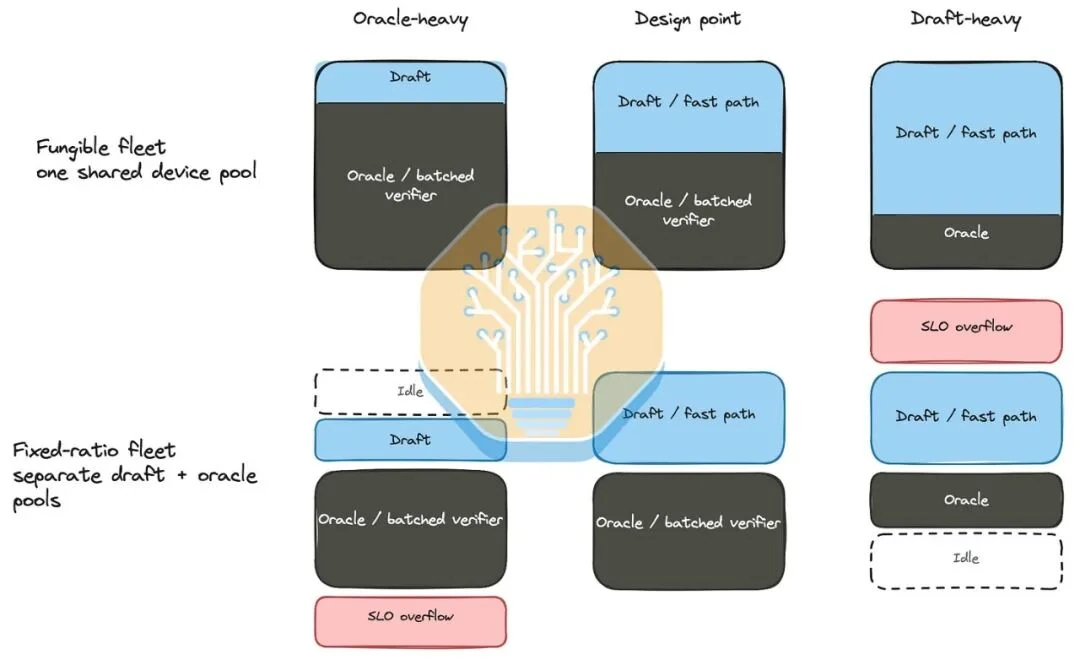 Oracle-heavy
Design point
Draft-heavy
Fungible fleet
one shared device pool
Draft
Oracle / batched
verifier
Draft / fast path
Oracle / batched
verifier
Draft / fast path
Oracle
Fixed-ratio fleet
separate draft + oracle
pools
Idle
Draft
Oracle / batched verifier
SLO overflow
Draft / fast path
Oracle / batched verifier
SLO overflow
Draft / fast path
Oracle
Idle